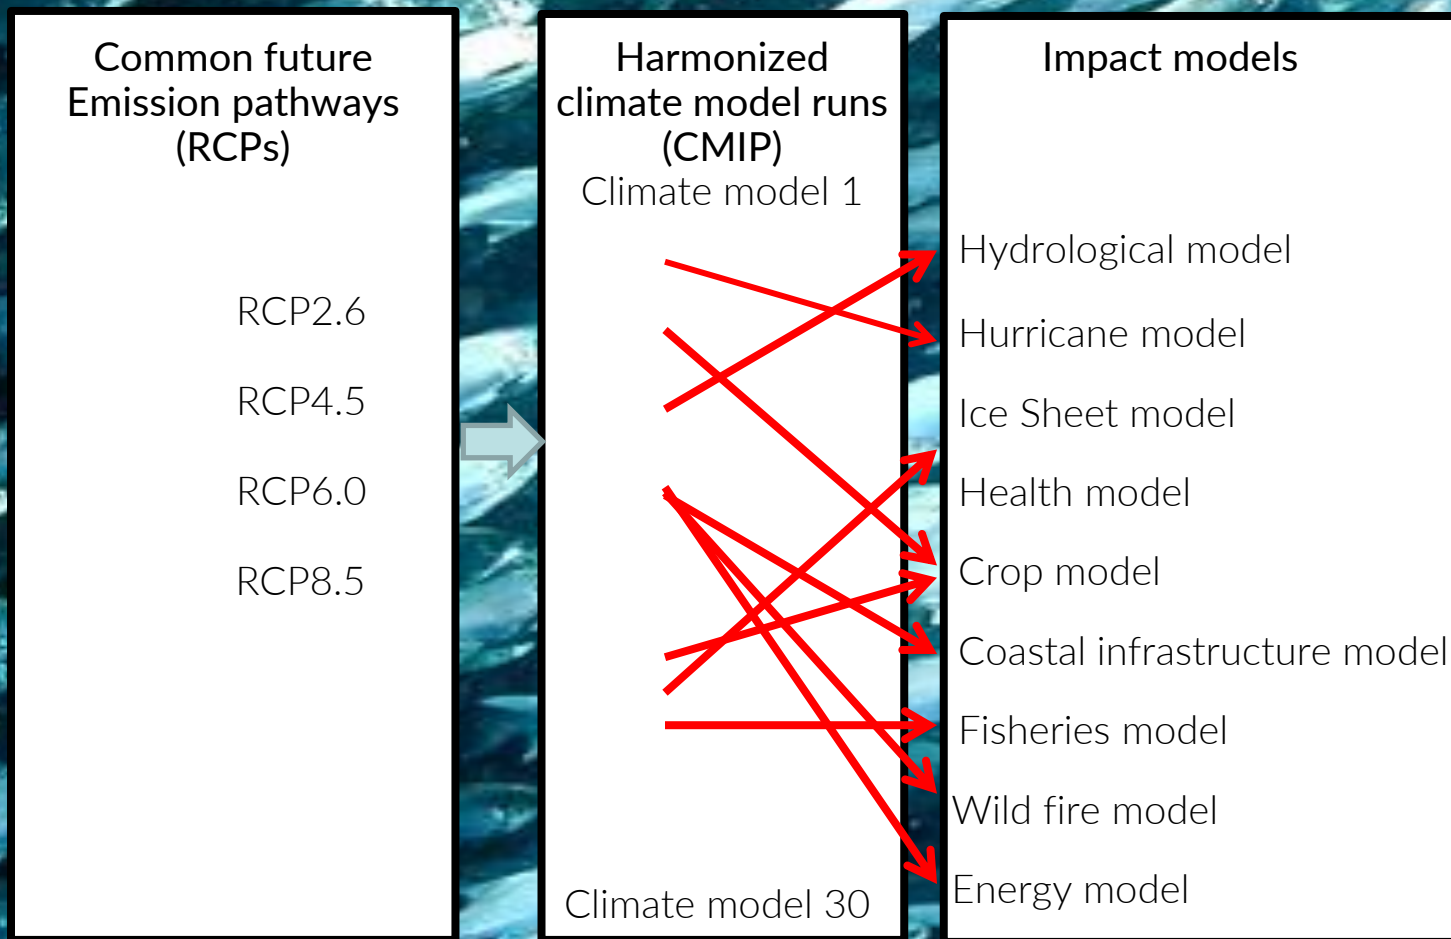 Common future
Emission pathways
(RCPs)
RCP2.6
RCP4.5
RCP6.0
RCP8.5
Harmonized
climate model runs
(CMIP)
Climate model 1
Climate model 30
Impact models
Hydrological model
Hurricane model
Ice Sheet model
Health model
Crop model
Coastal infrastructure model
Fisheries model
Wild fire model
Energy model